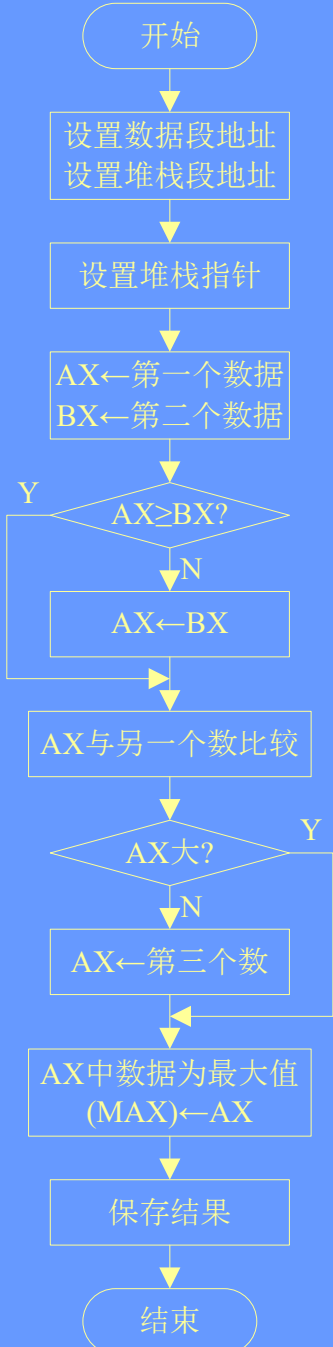 开始
设置数据段地址
设置堆栈段地址
设置堆栈指针
AX←第一个数据
BX←第二个数据
Y
AX≥BX?
N
AX←BX
AX与另一个数比较
Y
AX大?
N
AX←第三个数
AX中数据为最大值
(MAX)←AX
保存结果
结束